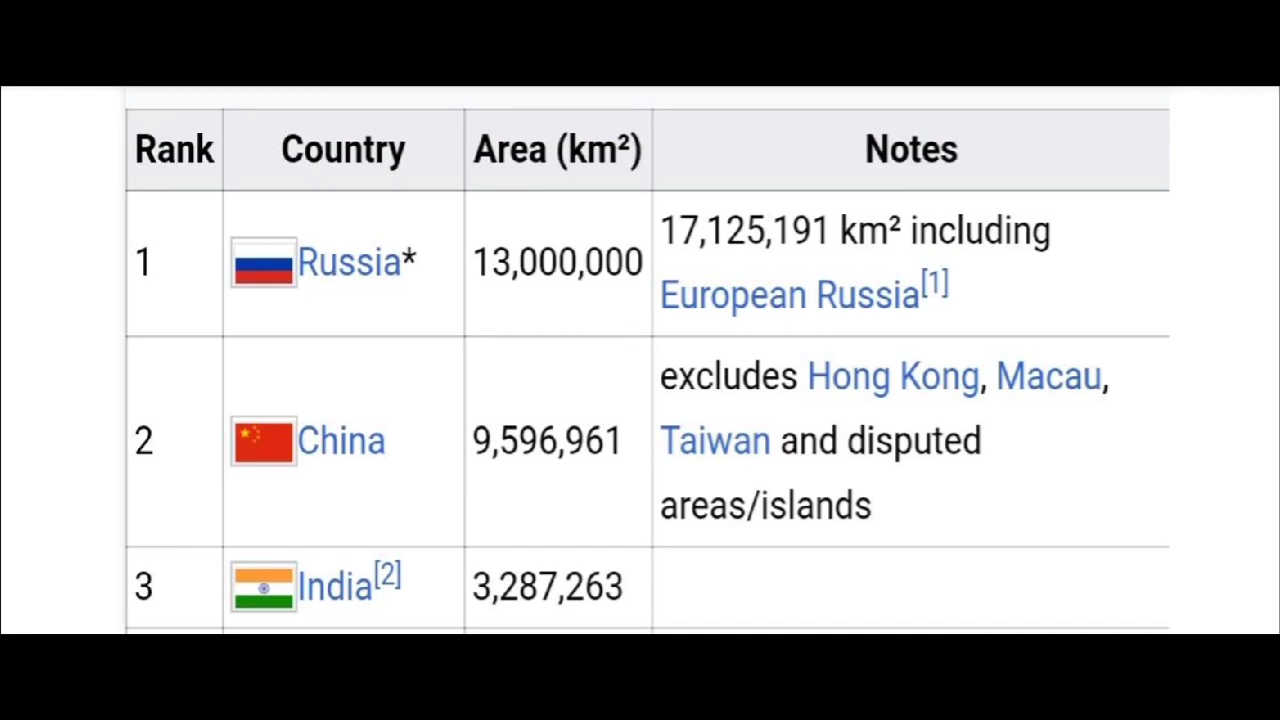 Rank Country Area (km²) Notes
1 Russia* 13,000,000 17,125,191 km² including
European Russia[1]
2 China 9,596,961 excludes Hong Kong, Macau,
Taiwan and disputed
areas/islands
3 India[2] 3,287,263